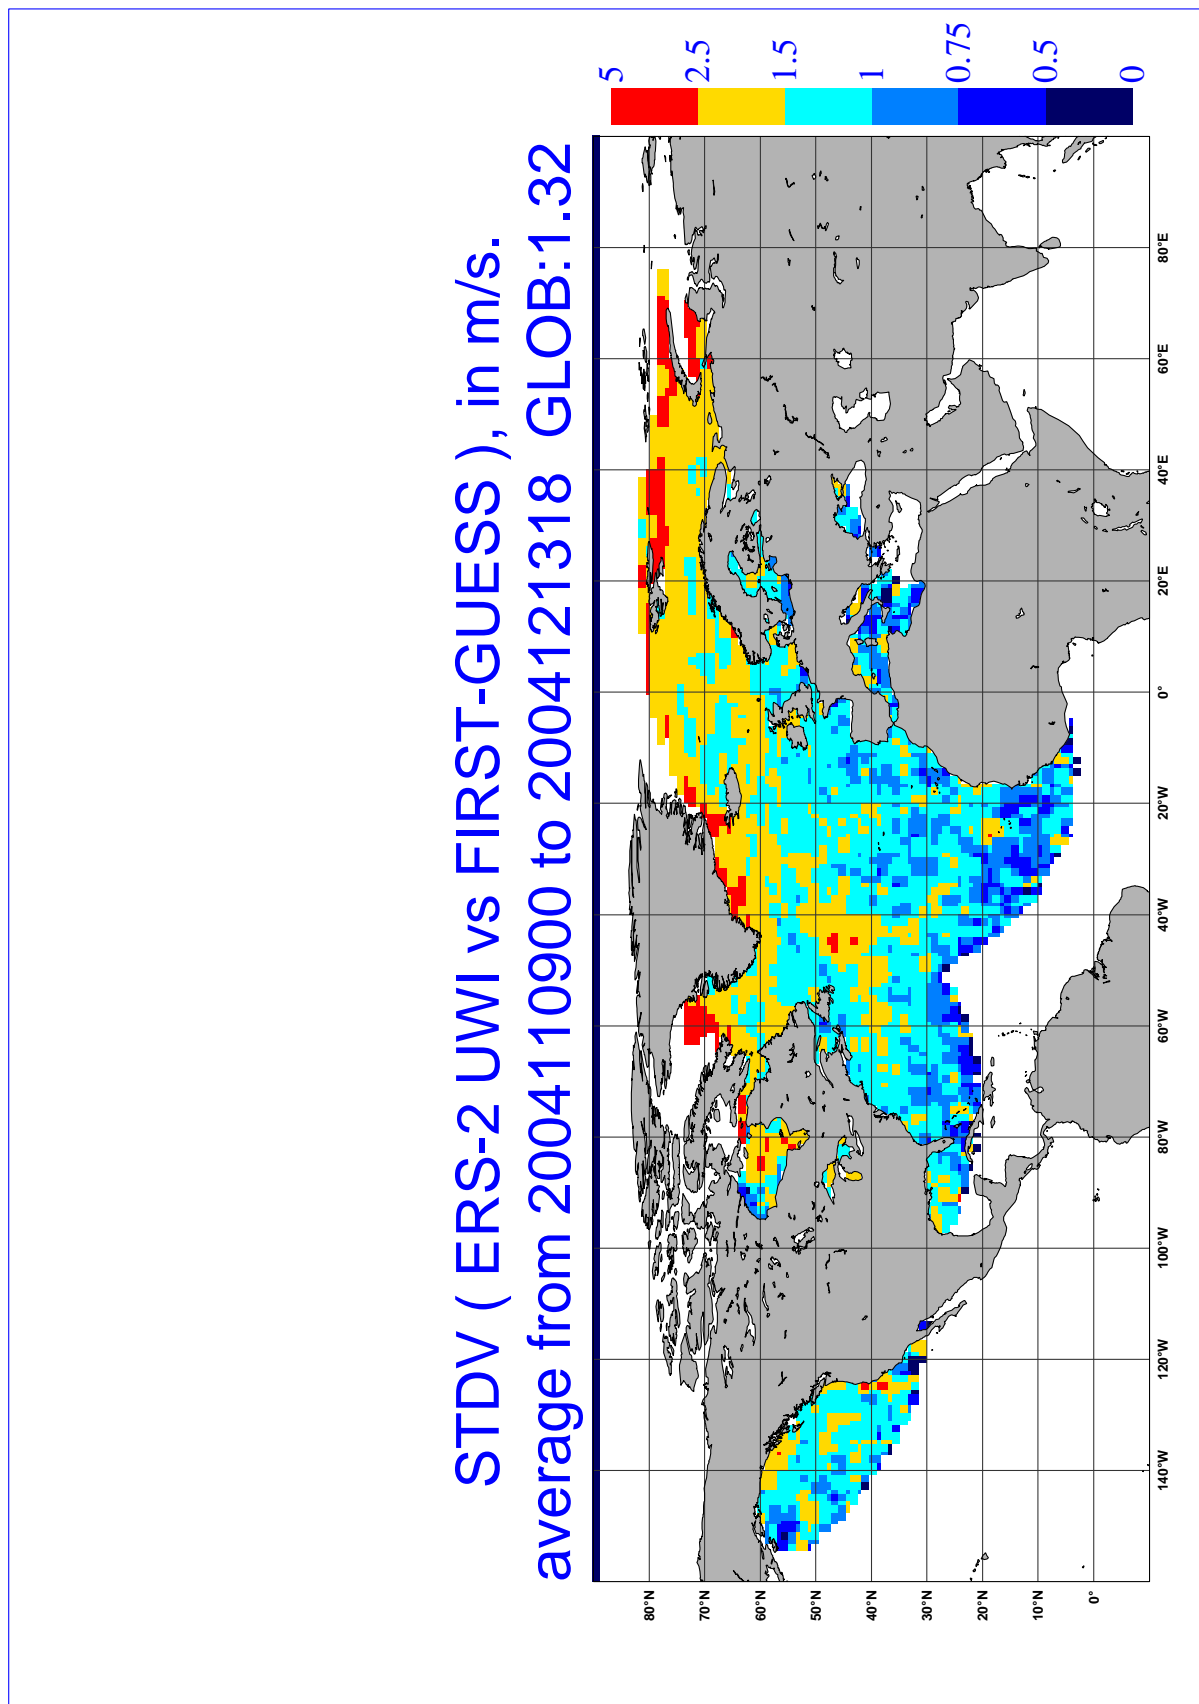 STDV ( ERS-2 UWI vs FIRST-GUESS ), in m/s.
average from 2004110900 to 2004121318 GLOB:1.32
5
2.5
1.5
1
0.75
0.5
0
80°N
70°N
60°N
50°N
40°N
30°N
20°N
10°N
0°
140°W
120°W
100°W
80°W
60°W
40°W
20°W
0°
20°E
40°E
60°E
80°E